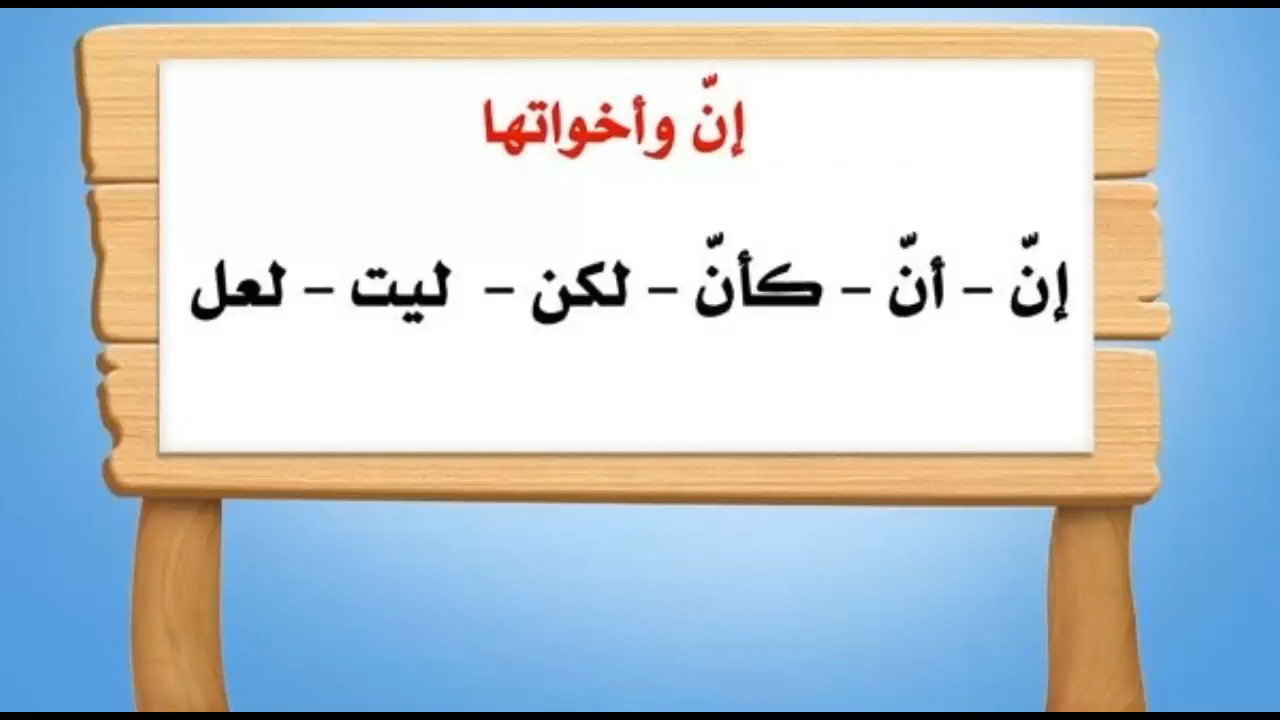 إنّ وأخواتها
إنّ – أنّ – كأنّ – لكن – ليت – لعل